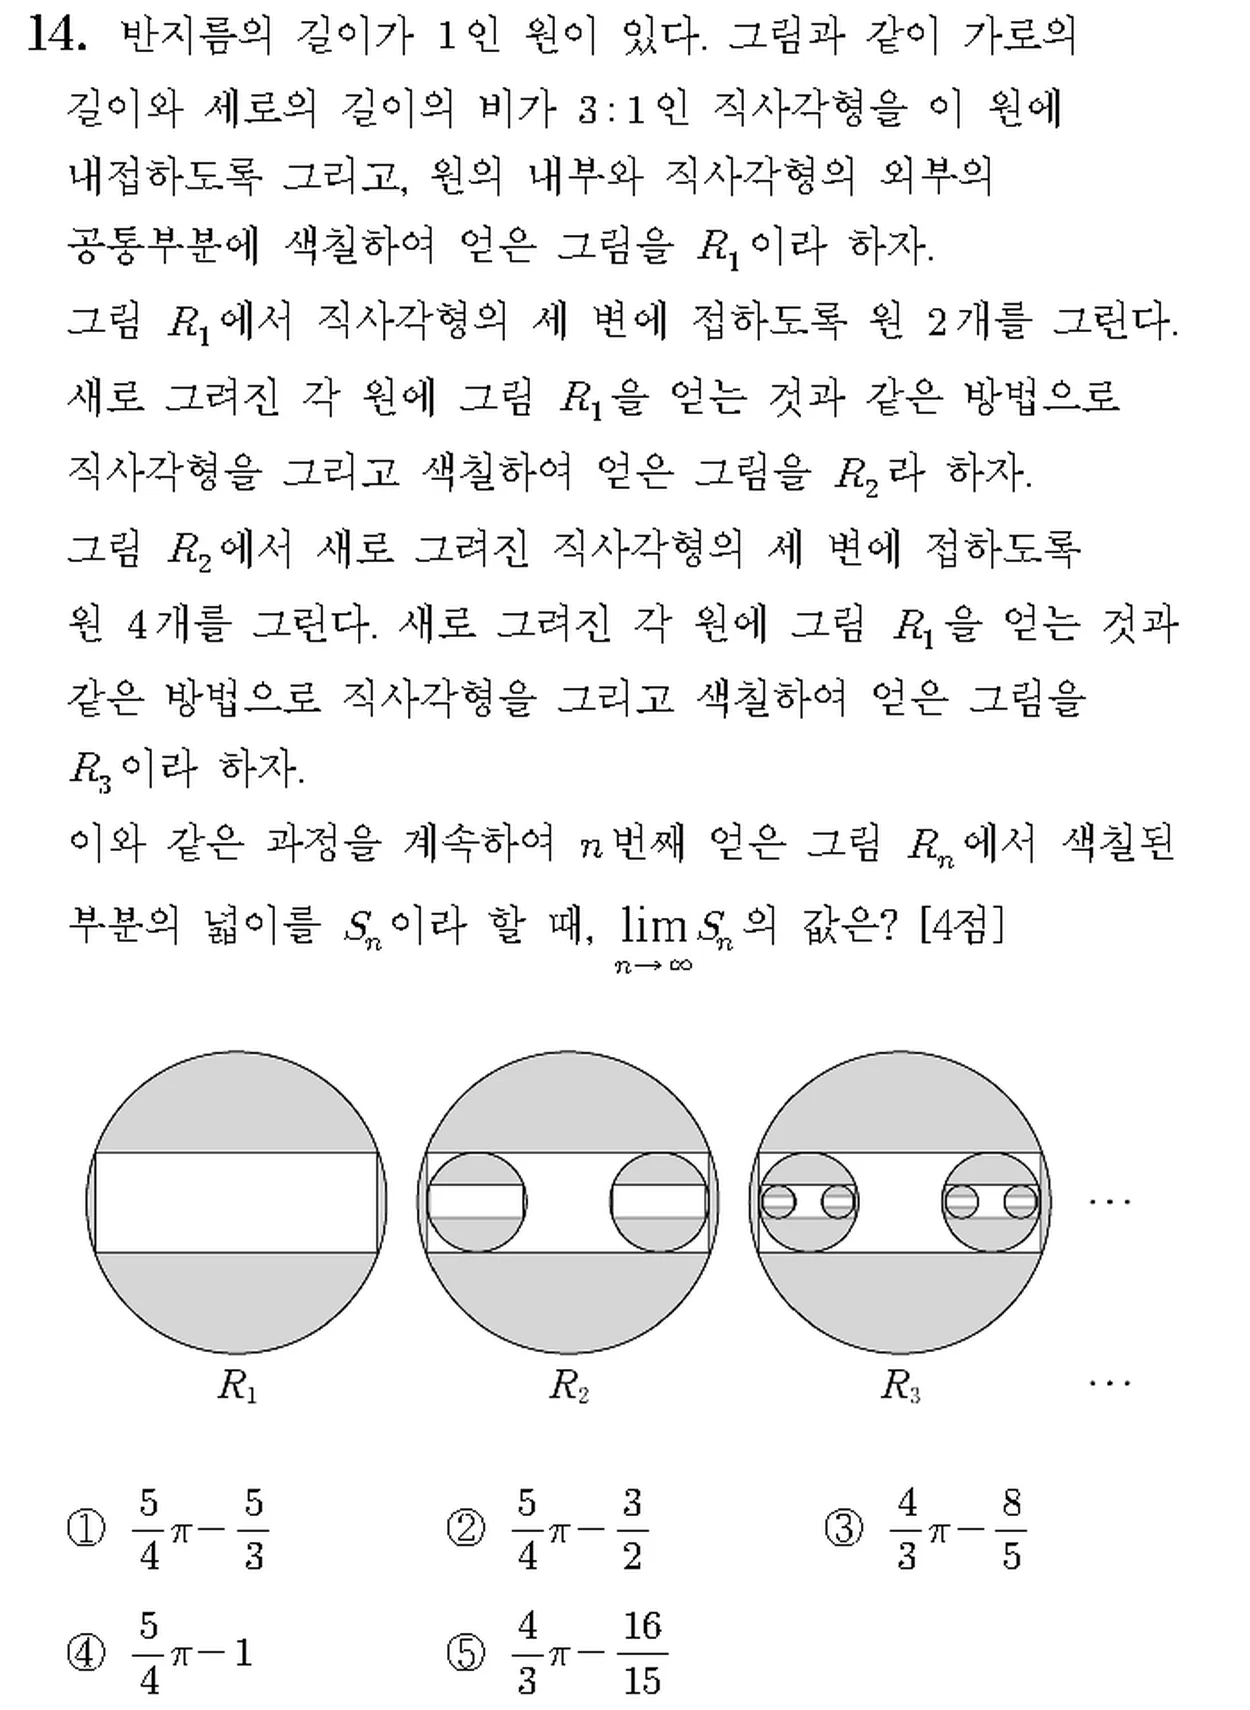 14. 반지름의 길이가 1인 원이 있다. 그림과 같이 가로의
길이와 세로의 길이의 비가 3 : 1인 직사각형을 이 원에
내접하도록 그리고, 원의 내부와 직사각형의 외부의
공통부분에 색칠하여 얻은 그림을 R₁이라 하자.
그림 R₁에서 직사각형의 세 변에 접하도록 원 2개를 그린다.
새로 그려진 각 원에 그림 R₁을 얻는 것과 같은 방법으로
직사각형을 그리고 색칠하여 얻은 그림을 R₂라 하자.
그림 R₂에서 새로 그려진 직사각형의 세 변에 접하도록
원 4개를 그린다. 새로 그려진 각 원에 그림 R₁을 얻는 것과
같은 방법으로 직사각형을 그리고 색칠하여 얻은 그림을
R₃이라 하자.
이와 같은 과정을 계속하여 n번째 얻은 그림 Rₙ에서 색칠된
부분의 넓이를 Sₙ이라 할 때, lim Sₙ의 값은? [4점]
n→∞
···
R₁ R₂ R₃ ···
① 5/4 π − 5/3 ② 5/4 π − 3/2 ③ 4/3 π − 8/5
④ 5/4 π − 1 ⑤ 4/3 π − 16/15